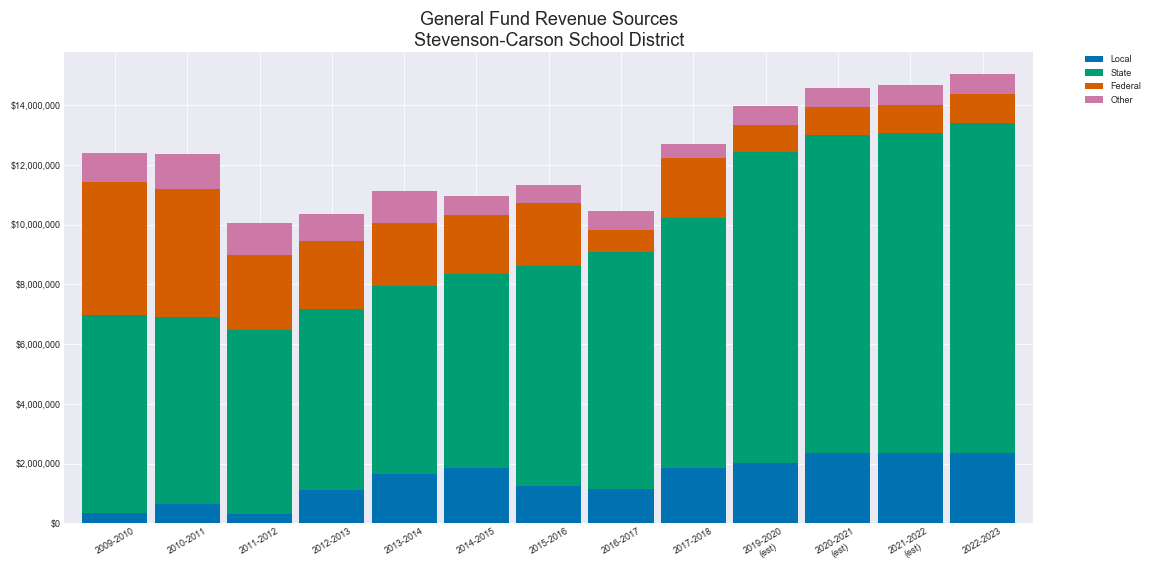 General Fund Revenue Sources
Stevenson-Carson School District
Local
State
Federal
Other
$14,000,000
$12,000,000
$10,000,000
$8,000,000
$6,000,000
$4,000,000
$2,000,000
$0
2009-2010
2010-2011
2011-2012
2012-2013
2013-2014
2014-2015
2015-2016
2016-2017
2017-2018
2019-2020
(est)
2020-2021
(est)
2021-2022
(est)
2022-2023